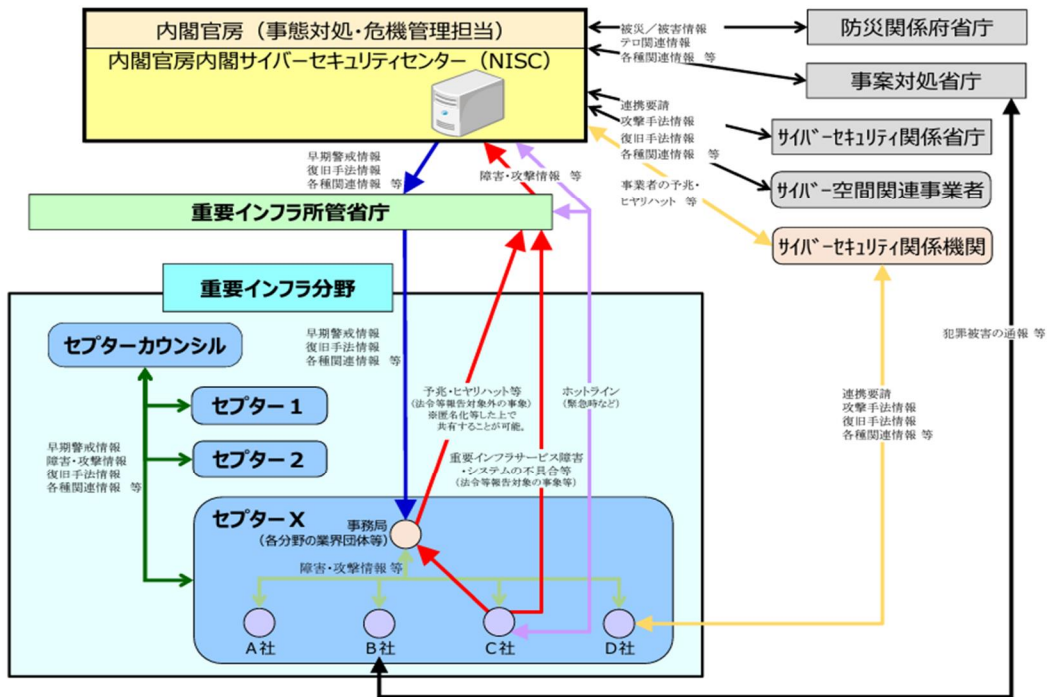 内閣官房（事態対処・危機管理担当）
内閣官房内閣サイバーセキュリティセンター（NISC）
被災／被害情報
テロ関連情報
各種関連情報 等
防災関係府省庁
事案対処省庁
連携要請
攻撃手法情報
復旧手法情報
各種関連情報 等
サイバーセキュリティ関係省庁
サイバー空間関連事業者
事業者の予兆・
ヒヤリハット 等
サイバーセキュリティ関係機関
早期警戒情報
復旧手法情報
各種関連情報 等
障害・攻撃情報 等
重要インフラ所管省庁
重要インフラ分野
セプターカウンシル
セプター１
セプター２
早期警戒情報
障害・攻撃情報
復旧手法情報
各種関連情報 等
早期警戒情報
復旧手法情報
各種関連情報 等
予兆・ヒヤリハット等
（法令等報告対象外の事象）
※匿名化等した上で
共有することが可能。
ホットライン
（緊急時など）
重要インフラサービス障害
・システムの不具合等
（法令等報告対象の事象等）
犯罪被害の通報 等
連携要請
攻撃手法情報
復旧手法情報
各種関連情報 等
セプターＸ
事務局
（各分野の業界団体等）
障害・攻撃情報 等
Ａ社
Ｂ社
Ｃ社
Ｄ社